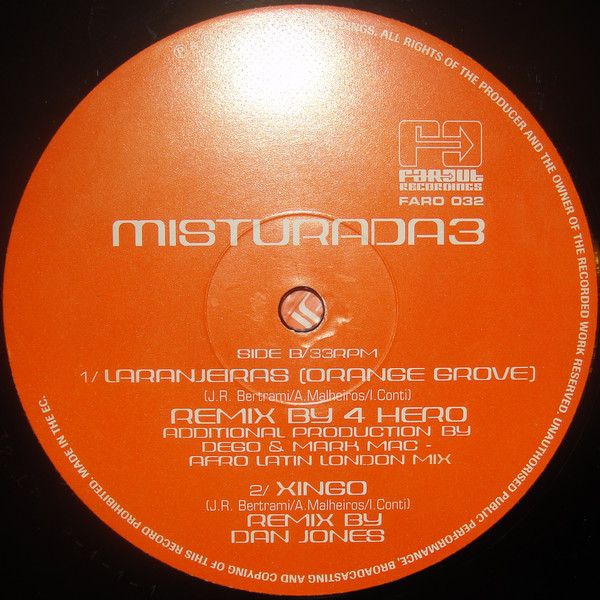 FAROUT
RECORDINGS
FARO 032
MISTURADA3
SIDE B/33RPM
1/ LARANJEIRAS (ORANGE GROVE)
(J.R. Bertrami/A.Malheiros/I.Conti)
REMIX BY 4 HERO
ADDITIONAL PRODUCTION BY
DEGO & MARK MAC -
AFRO LATIN LONDON MIX
2/ XINGO
(J.R. Bertrami/A.Malheiros/I.Conti)
REMIX BY
DAN JONES
RECORDINGS. ALL RIGHTS OF THE PRODUCER AND THE OWNER OF THE RECORDED WORK RESERVED. UNAUTHORISED PUBLIC PERFORMANCE, BROADCASTING AND COPYING OF THIS RECORD PROHIBITED. MADE IN THE EC.